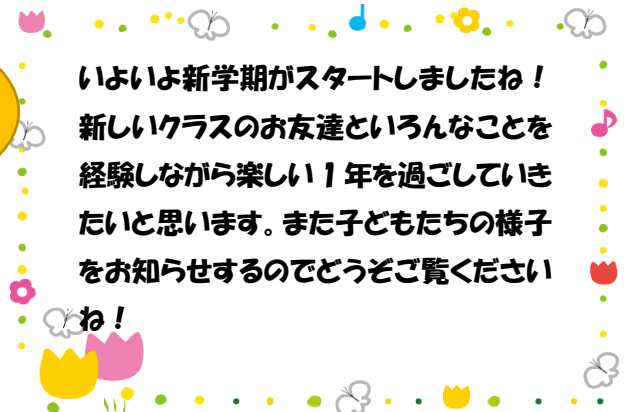 いよいよ新学期がスタートしましたね！
新しいクラスのお友達といろんなことを
経験しながら楽しい１年を過ごしていき
たいと思います。また子どもたちの様子
をお知らせするのでどうぞご覧ください
ね！